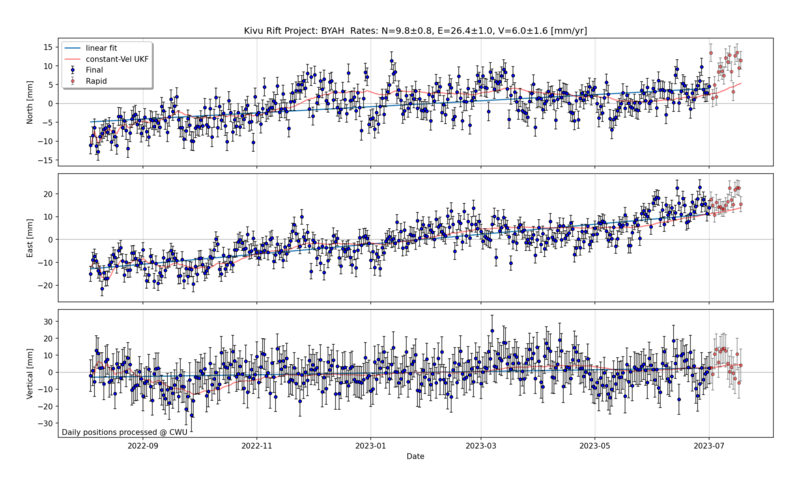 Kivu Rift Project: BYAH Rates: N=9.8±0.8, E=26.4±1.0, V=6.0±1.6 [mm/yr]
linear fit
constant-Vel UKF
Final
Rapid
North [mm]
15
10
5
0
−5
−10
−15
East [mm]
20
10
0
−10
−20
Vertical [mm]
30
20
10
0
−10
−20
−30
Daily positions processed @ CWU
2022-09
2022-11
2023-01
2023-03
2023-05
2023-07
Date